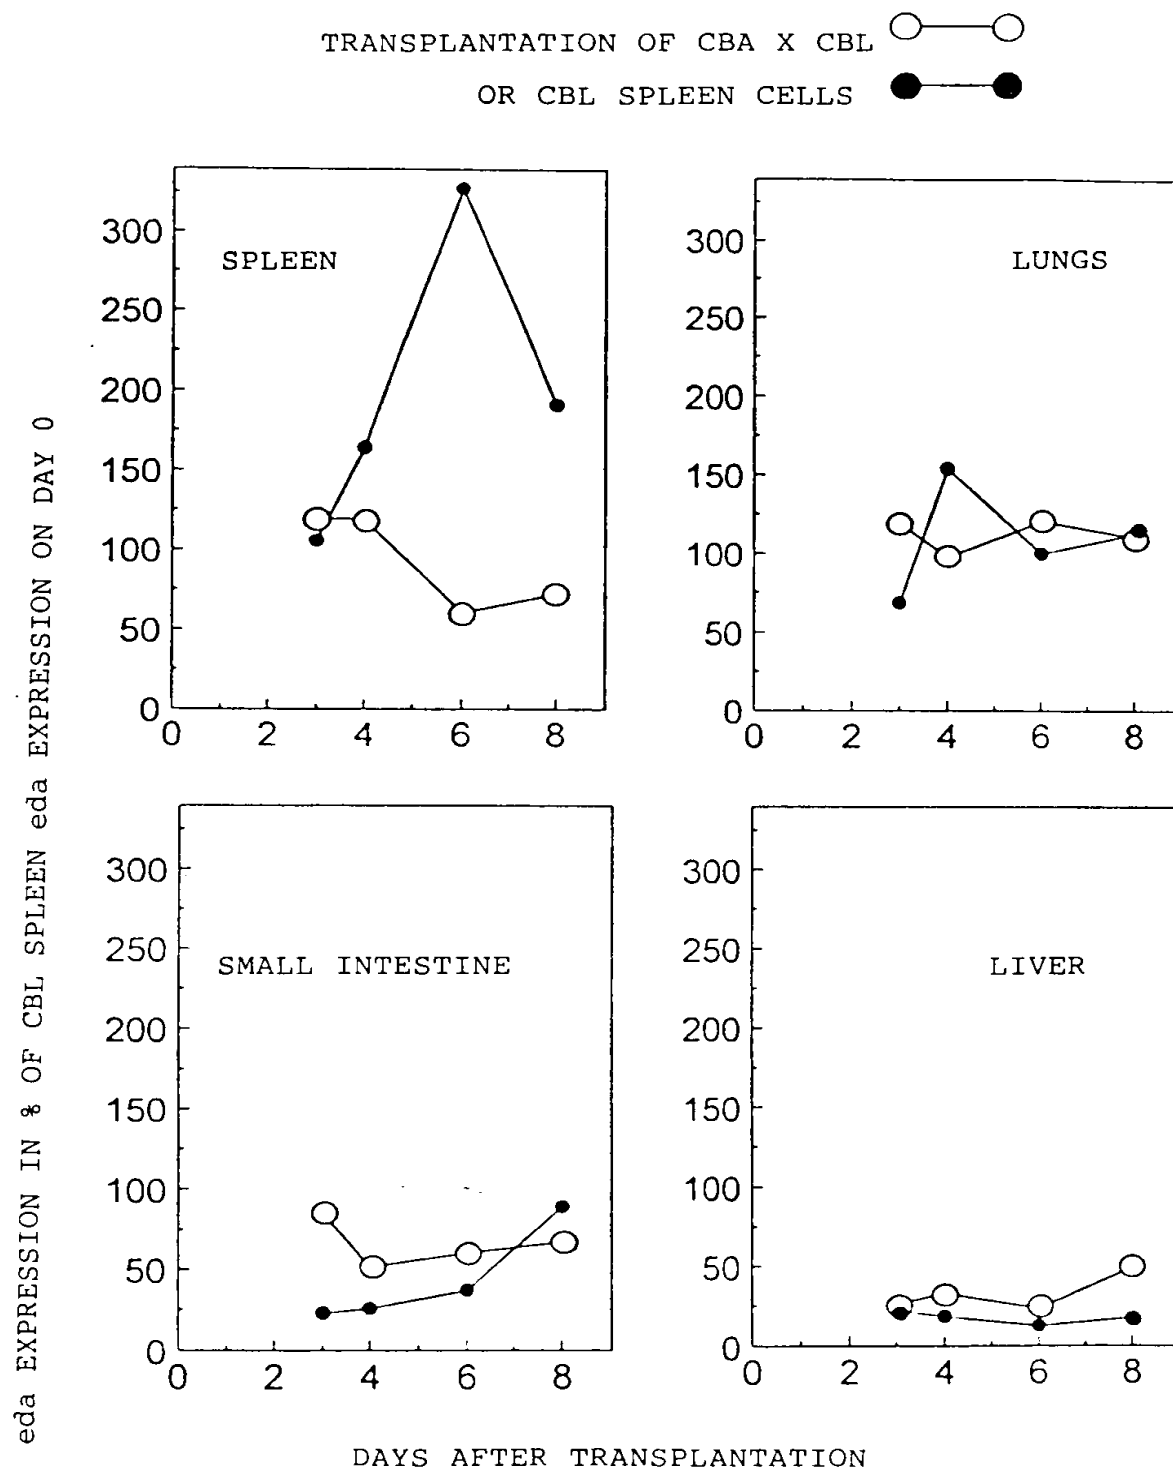 TRANSPLANTATION OF CBA X CBL
OR CBL SPLEEN CELLS
eda EXPRESSION IN % OF CBL SPLEEN eda EXPRESSION ON DAY 0
SPLEEN
300
250
200
150
100
50
0
0 2 4 6 8
LUNGS
300
250
200
150
100
50
0
0 2 4 6 8
SMALL INTESTINE
300
250
200
150
100
50
0
0 2 4 6 8
LIVER
300
250
200
150
100
50
0
0 2 4 6 8
DAYS AFTER TRANSPLANTATION